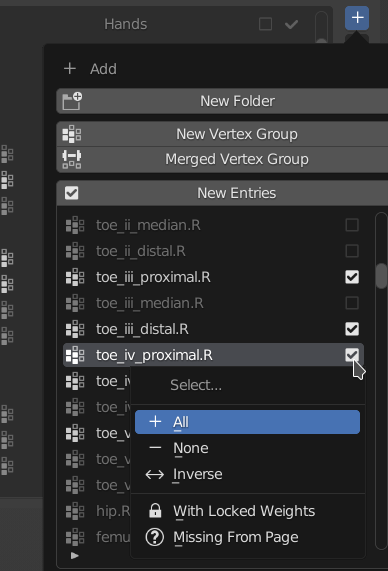 Hands
Add
New Folder
New Vertex Group
Merged Vertex Group
New Entries
toe_ii_median.R
toe_ii_distal.R
toe_iii_proximal.R
toe_iii_median.R
toe_iii_distal.R
toe_iv_proximal.R
toe_iv
Select...
toe_iv
All
toe_v
None
toe_v
Inverse
toe_v
hip.R
With Locked Weights
femu
Missing From Page